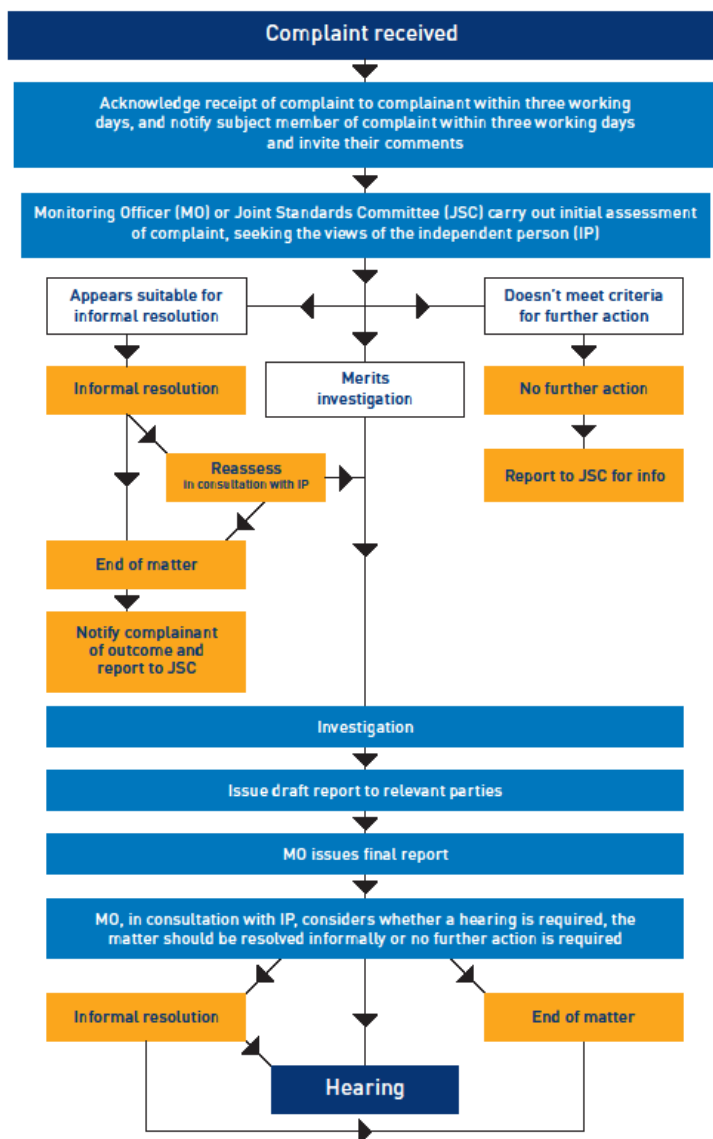 Complaint received
Acknowledge receipt of complaint to complainant within three working
days, and notify subject member of complaint within three working days
and invite their comments
Monitoring Officer (MO) or Joint Standards Committee (JSC) carry out initial assessment
of complaint, seeking the views of the independent person (IP)
Appears suitable for
informal resolution
Doesn't meet criteria
for further action
Informal resolution
Merits
investigation
No further action
Reassess
in consultation with IP
Report to JSC for info
End of matter
Notify complainant
of outcome and
report to JSC
Investigation
Issue draft report to relevant parties
MO issues final report
MO, in consultation with IP, considers whether a hearing is required, the
matter should be resolved informally or no further action is required
Informal resolution
End of matter
Hearing